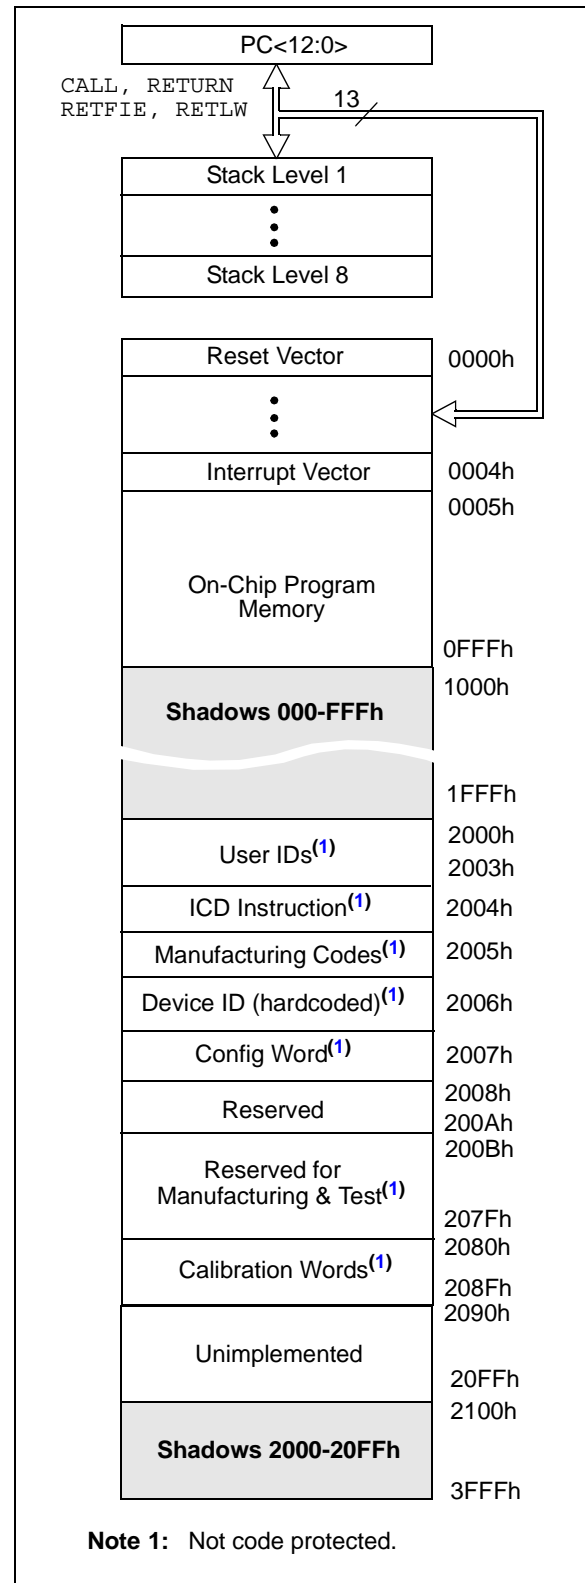 PC<12:0>
CALL, RETURN
RETFIE, RETLW
13
Stack Level 1
Stack Level 8
Reset Vector
0000h
Interrupt Vector
0004h
0005h
On-Chip Program
Memory
0FFFh
1000h
Shadows 000-FFFh
1FFFh
User IDs(1)
2000h
2003h
ICD Instruction(1)
2004h
Manufacturing Codes(1)
2005h
Device ID (hardcoded)(1)
2006h
Config Word(1)
2007h
2008h
Reserved
200Ah
200Bh
Reserved for
Manufacturing & Test(1)
207Fh
2080h
Calibration Words(1)
208Fh
2090h
Unimplemented
20FFh
2100h
Shadows 2000-20FFh
3FFFh
Note 1: Not code protected.